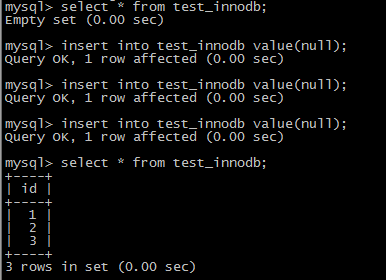 mysql> select * from test_innodb;
Empty set (0.00 sec)
mysql> insert into test_innodb value(null);
Query OK, 1 row affected (0.00 sec)
mysql> insert into test_innodb value(null);
Query OK, 1 row affected (0.00 sec)
mysql> insert into test_innodb value(null);
Query OK, 1 row affected (0.00 sec)
mysql> select * from test_innodb;
+----+
| id |
+----+
|  1 |
|  2 |
|  3 |
+----+
3 rows in set (0.00 sec)